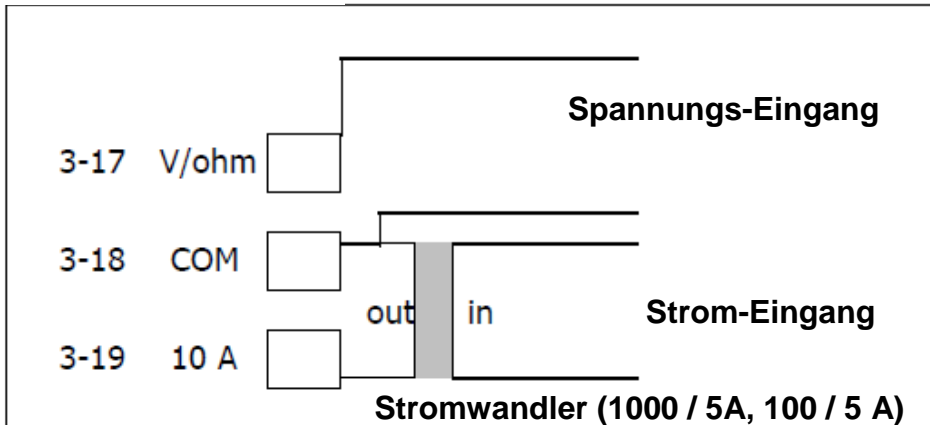 Spannungs-Eingang
3-17 V/ohm
3-18 COM
out in Strom-Eingang
3-19 10 A
Stromwandler (1000 / 5A, 100 / 5 A)